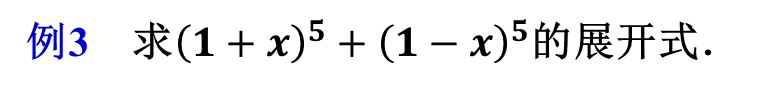 例3 求(1 + x)⁵ + (1 − x)⁵的展开式.